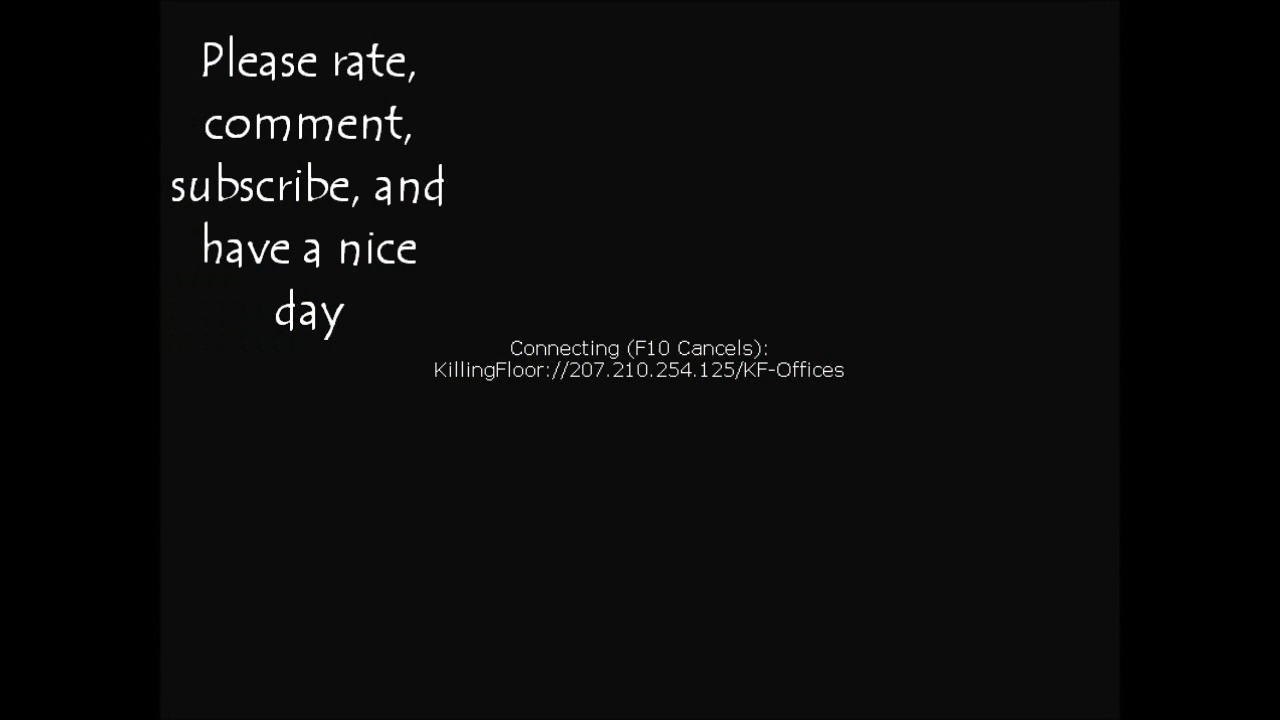 Please rate,
comment,
subscribe, and
have a nice
day
Connecting (F10 Cancels):
KillingFloor://207.210.254.125/KF-Offices